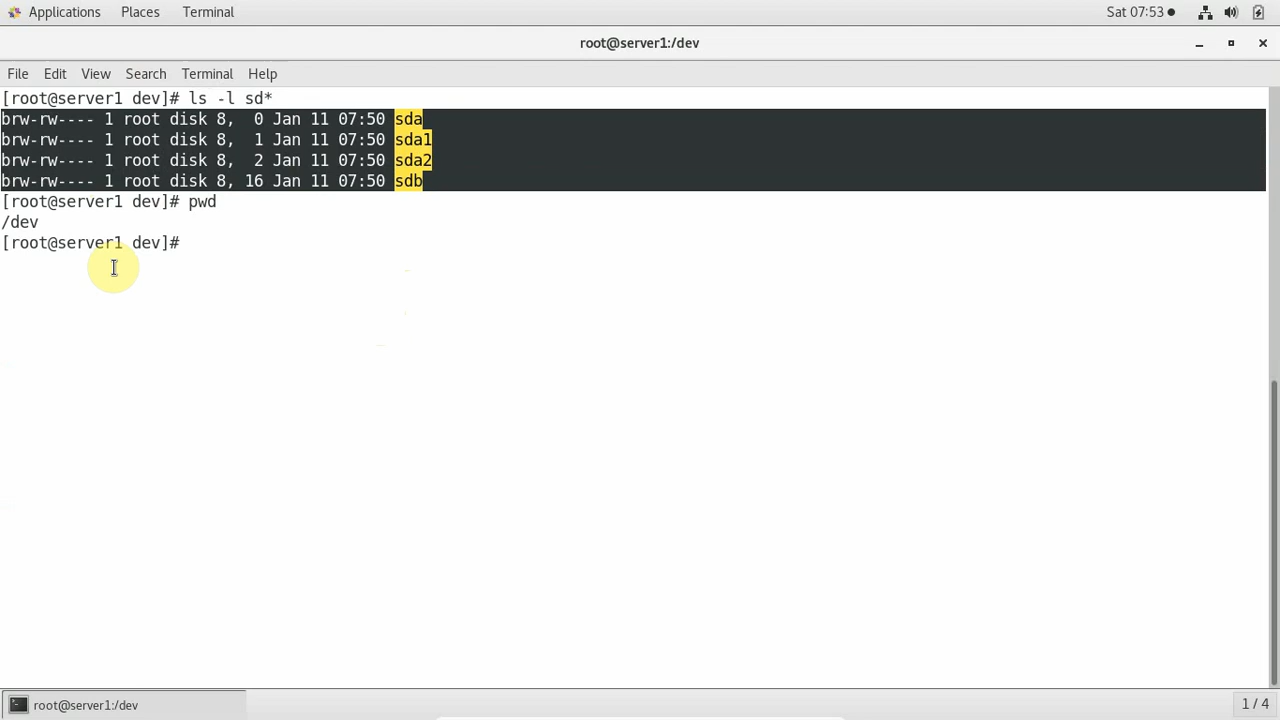 Applications Places Terminal Sat 07:53
root@server1:/dev
File Edit View Search Terminal Help
[root@server1 dev]# ls -l sd*
brw-rw---- 1 root disk 8,  0 Jan 11 07:50 sda
brw-rw---- 1 root disk 8,  1 Jan 11 07:50 sda1
brw-rw---- 1 root disk 8,  2 Jan 11 07:50 sda2
brw-rw---- 1 root disk 8, 16 Jan 11 07:50 sdb
[root@server1 dev]# pwd
/dev
[root@server1 dev]#
root@server1:/dev 1 / 4